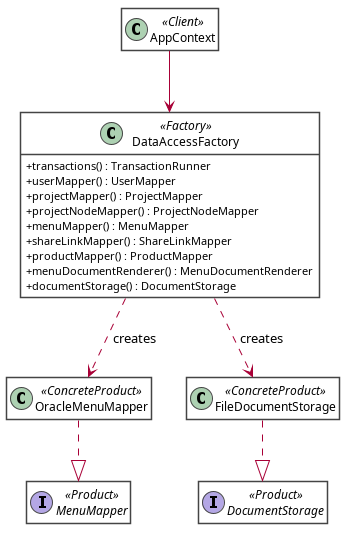 C
«Client»
AppContext
C
«Factory»
DataAccessFactory
+transactions() : TransactionRunner
+userMapper() : UserMapper
+projectMapper() : ProjectMapper
+projectNodeMapper() : ProjectNodeMapper
+menuMapper() : MenuMapper
+shareLinkMapper() : ShareLinkMapper
+productMapper() : ProductMapper
+menuDocumentRenderer() : MenuDocumentRenderer
+documentStorage() : DocumentStorage
creates
creates
C
«ConcreteProduct»
OracleMenuMapper
C
«ConcreteProduct»
FileDocumentStorage
I
«Product»
MenuMapper
I
«Product»
DocumentStorage